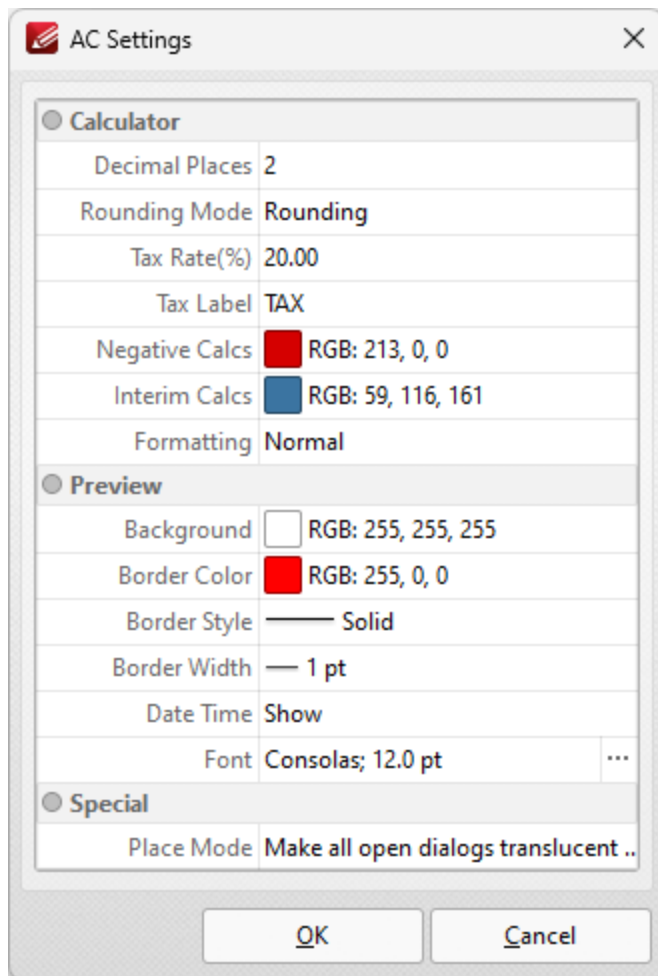 AC Settings
Calculator
Decimal Places 2
Rounding Mode Rounding
Tax Rate(%) 20.00
Tax Label TAX
Negative Calcs RGB: 213, 0, 0
Interim Calcs RGB: 59, 116, 161
Formatting Normal
Preview
Background RGB: 255, 255, 255
Border Color RGB: 255, 0, 0
Border Style Solid
Border Width 1 pt
Date Time Show
Font Consolas; 12.0 pt ...
Special
Place Mode Make all open dialogs translucent ..
OK Cancel